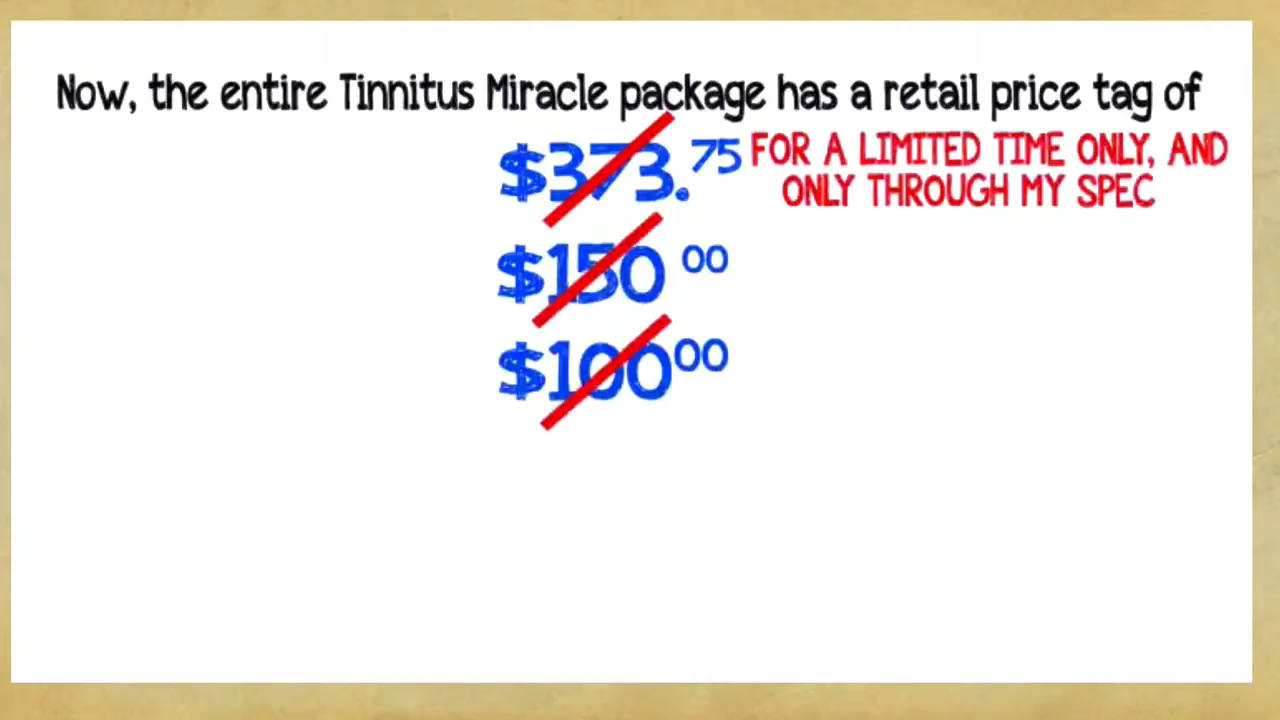 Now, the entire Tinnitus Miracle package has a retail price tag of
$373.75
FOR A LIMITED TIME ONLY, AND
ONLY THROUGH MY SPEC
$150 00
$100 00